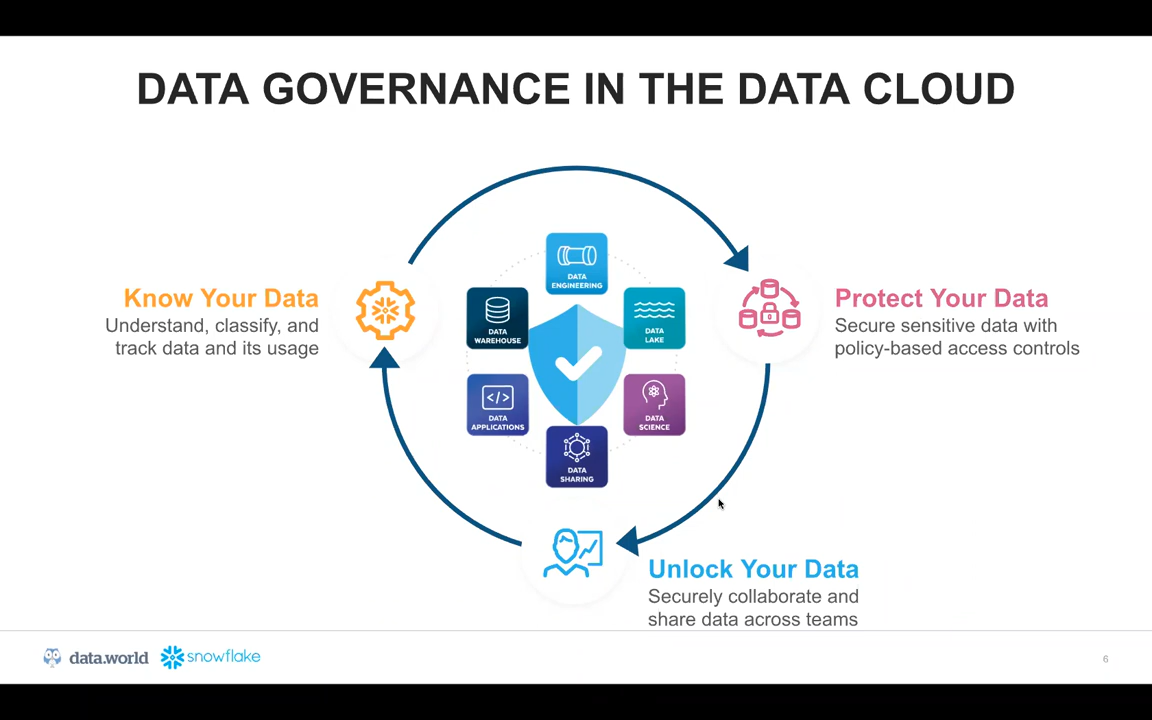 DATA GOVERNANCE IN THE DATA CLOUD
Know Your Data
Understand, classify, and
track data and its usage
DATA
ENGINEERING
DATA
WAREHOUSE
DATA
LAKE
DATA
APPLICATIONS
DATA
SCIENCE
DATA
SHARING
Protect Your Data
Secure sensitive data with
policy-based access controls
Unlock Your Data
Securely collaborate and
share data across teams
data.world
snowflake
6